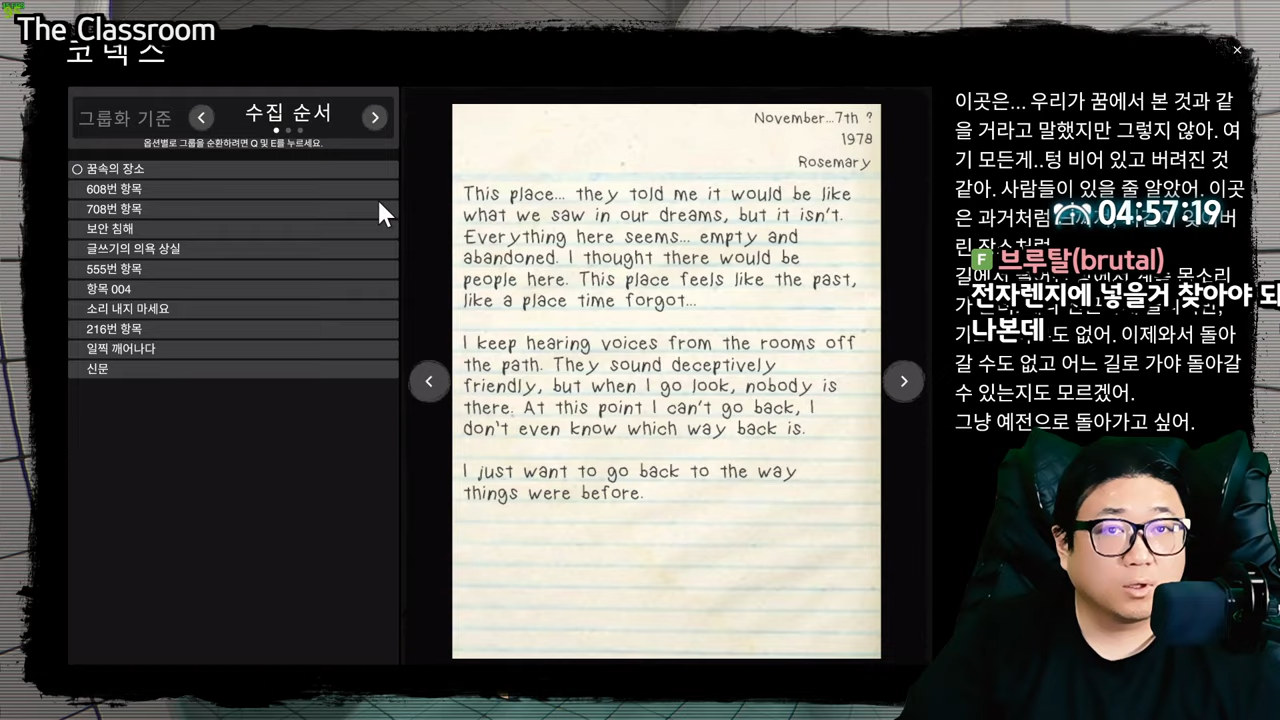 The Classroom
코덱스
그룹화 기준
수집 순서
옵션별로 그룹을 순환하려면 Q 및 E를 누르세요.
꿈속의 장소
608번 항목
708번 항목
보안 침해
글쓰기의 의욕 상실
555번 항목
항목 004
소리 내지 마세요
216번 항목
일찍 깨어나다
신문
November...7th ?
1978
Rosemary
This place... they told me it would be like
what we saw in our dreams, but it isn't.
Everything here seems... empty and
abandoned. I thought there would be
people here. This place feels like the past,
like a place time forgot...
I keep hearing voices from the rooms off
the path. They sound deceptively
friendly, but when I go look, nobody is
there. At this point I can't go back, I
don't even know which way back is.
I just want to go back to the way
things were before.
이곳은... 우리가 꿈에서 본 것과 같
을 거라고 말했지만 그렇지 않아. 여
기 모든게..텅 비어 있고 버려진 것
같아. 사람들이 있을 줄 알았어. 이곳
은 과거처럼
04:57:19
F 브루탈(brutal)
전자렌지에 넣을거 찾아야 되
나본데
목소리
도 없어. 이제와서 돌아
갈 수도 없고 어느 길로 가야 돌아갈
수 있는지도 모르겠어.
그냥 예전으로 돌아가고 싶어.